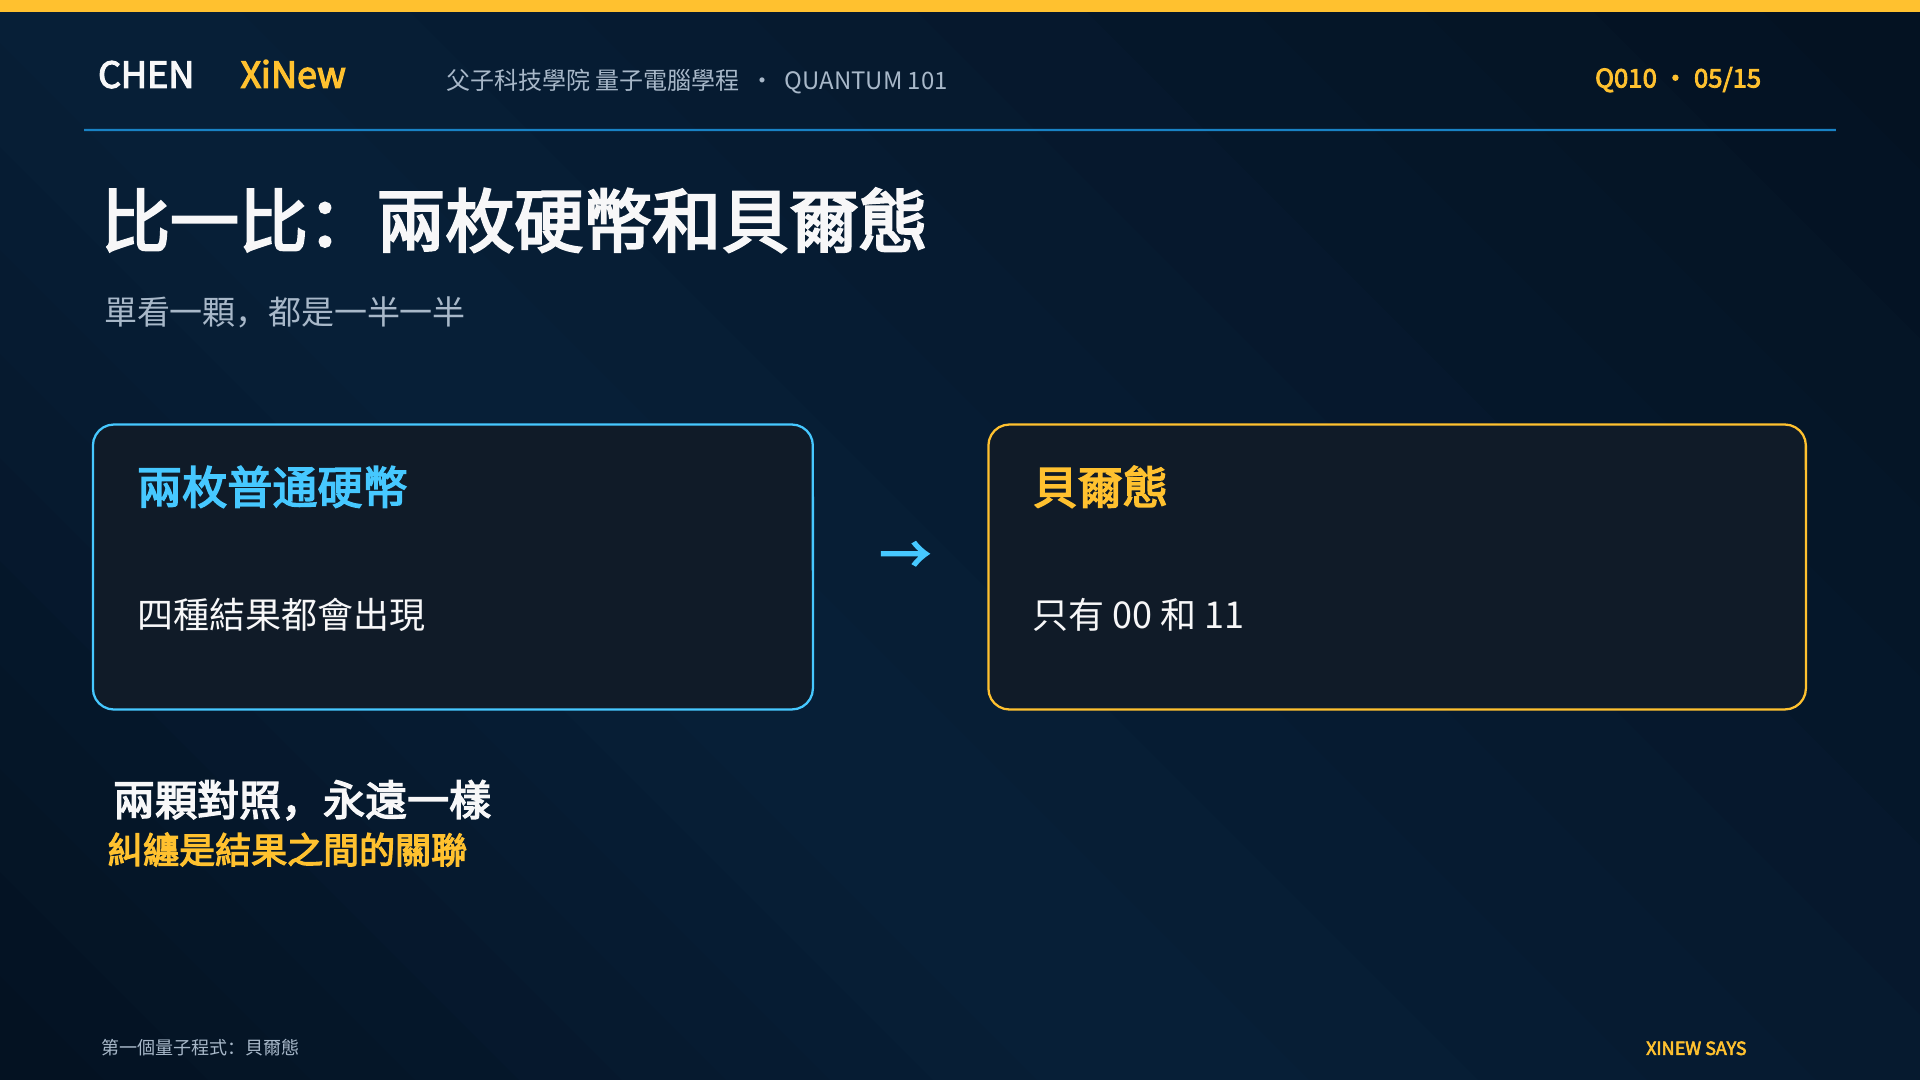 CHEN XiNew 父子科技學院 量子電腦學程 · QUANTUM 101 Q010 · 05/15
比一比：兩枚硬幣和貝爾態
單看一顆，都是一半一半
兩枚普通硬幣
四種結果都會出現
→
貝爾態
只有 00 和 11
兩顆對照，永遠一樣
糾纏是結果之間的關聯
第一個量子程式：貝爾態
XINEW SAYS